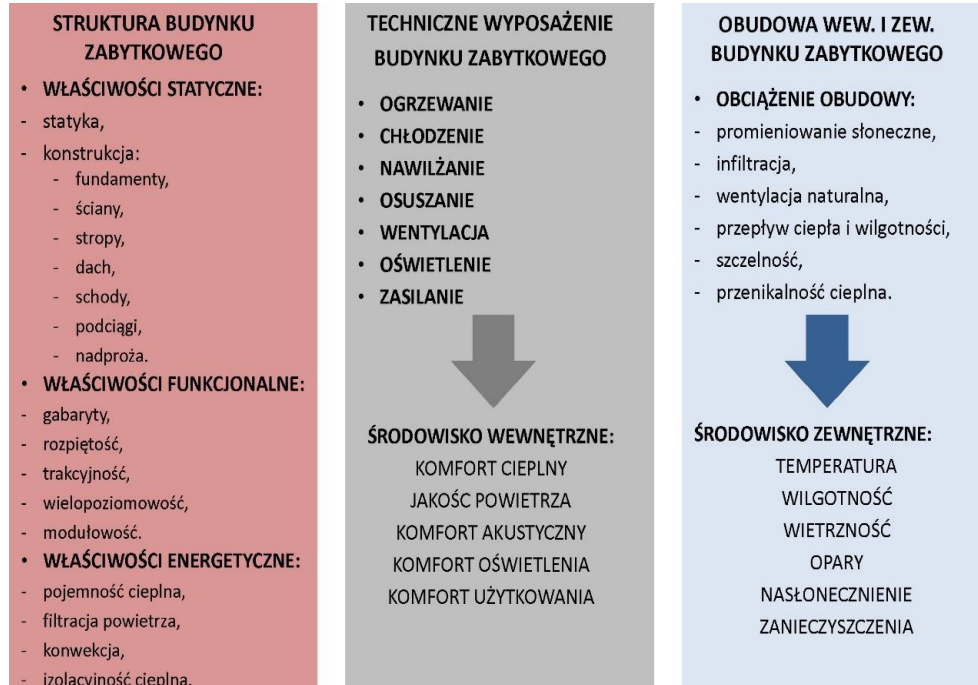 STRUKTURA BUDYNKU
ZABYTKOWEGO
• WŁAŚCIWOŚCI STATYCZNE:
- statyka,
- konstrukcja:
- fundamenty,
- ściany,
- stropy,
- dach,
- schody,
- podciągi,
- nadproża.
• WŁAŚCIWOŚCI FUNKCJONALNE:
- gabaryty,
- rozpiętość,
- trakcyjność,
- wielopoziomowość,
- modułowość.
• WŁAŚCIWOŚCI ENERGETYCZNE:
- pojemność cieplna,
- filtracja powietrza,
- konwekcja,
- izolacyjność cieplna.
TECHNICZNE WYPOSAŻENIE
BUDYNKU ZABYTKOWEGO
• OGRZEWANIE
• CHŁODZENIE
• NAWILŻANIE
• OSUSZANIE
• WENTYLACJA
• OŚWIETLENIE
• ZASILANIE
ŚRODOWISKO WEWNĘTRZNE:
KOMFORT CIEPLNY
JAKOŚC POWIETRZA
KOMFORT AKUSTYCZNY
KOMFORT OŚWIETLENIA
KOMFORT UŻYTKOWANIA
OBUDOWA WEW. I ZEW.
BUDYNKU ZABYTKOWEGO
• OBCIĄŻENIE OBUDOWY:
- promieniowanie słoneczne,
- infiltracja,
- wentylacja naturalna,
- przepływ ciepła i wilgotności,
- szczelność,
- przenikalność cieplna.
ŚRODOWISKO ZEWNĘTRZNE:
TEMPERATURA
WILGOTNOŚĆ
WIETRZNOŚĆ
OPARY
NASŁONECZNIENIE
ZANIECZYSZCZENIA